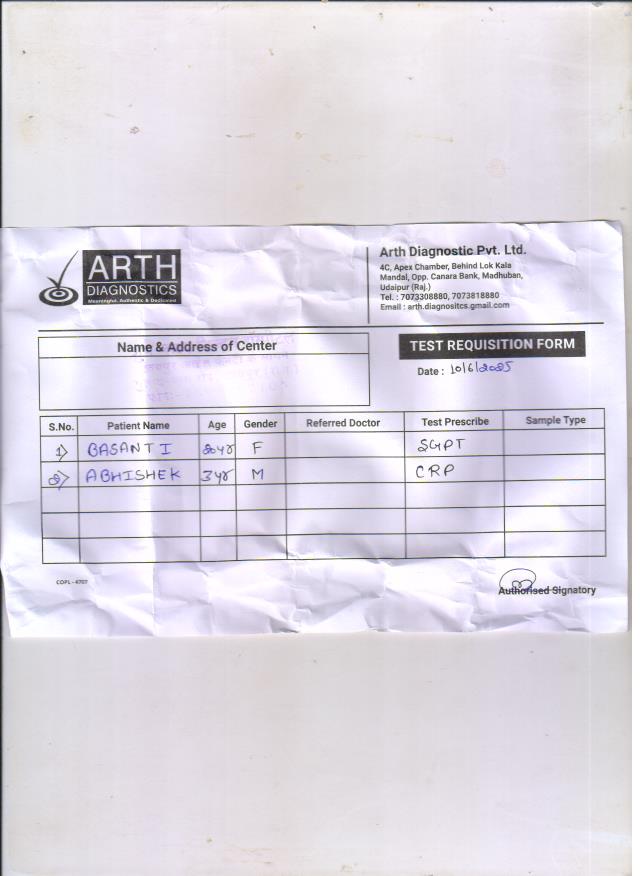 ARTH
DIAGNOSTICS
Meaningful, Authentic & Dedicated
Arth Diagnostic Pvt. Ltd.
4C, Apex Chamber, Behind Lok Kala
Mandal, Opp. Canara Bank, Madhuban,
Udaipur (Raj.)
Tel. : 7073308880, 7073818880
Email : arth.diagnositcs.gmail.com
Name & Address of Center
TEST REQUISITION FORM
Date : 10/6/2025
S.No. Patient Name Age Gender Referred Doctor Test Prescribe Sample Type
1) BASANTI 20yr F SGPT
2) ABHISHEK 3yr M CRP
COPL - 4707
Authorised Signatory